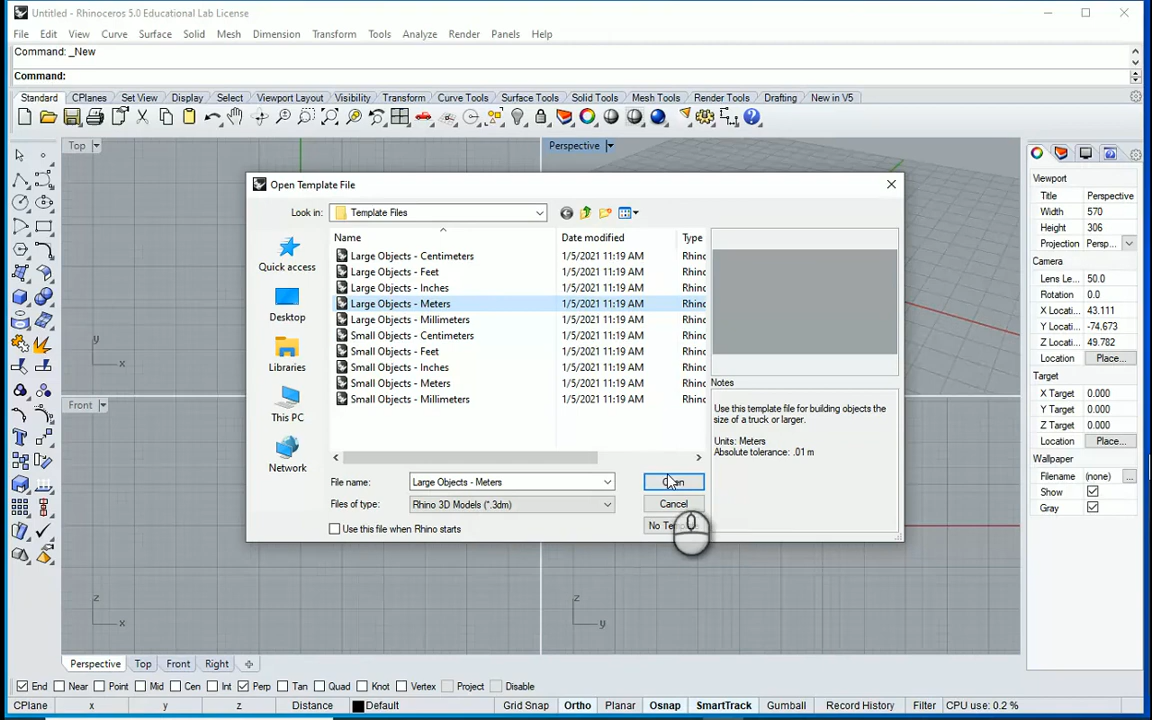 Untitled - Rhinoceros 5.0 Educational Lab License
File Edit View Curve Surface Solid Mesh Dimension Transform Tools Analyze Render Panels Help
Command: _New
Command:
Standard CPlanes Set View Display Select Viewport Layout Visibility Transform Curve Tools Surface Tools Solid Tools Mesh Tools Render Tools Drafting New in V5
Top
Perspective
Open Template File
Look in: Template Files
Name Date modified Type
Large Objects - Centimeters 1/5/2021 11:19 AM Rhinc
Large Objects - Feet 1/5/2021 11:19 AM Rhinc
Large Objects - Inches 1/5/2021 11:19 AM Rhinc
Large Objects - Meters 1/5/2021 11:19 AM Rhinc
Large Objects - Millimeters 1/5/2021 11:19 AM Rhinc
Small Objects - Centimeters 1/5/2021 11:19 AM Rhinc
Small Objects - Feet 1/5/2021 11:19 AM Rhinc
Small Objects - Inches 1/5/2021 11:19 AM Rhinc
Small Objects - Meters 1/5/2021 11:19 AM Rhinc
Small Objects - Millimeters 1/5/2021 11:19 AM Rhinc
Quick access
Desktop
Libraries
This PC
Network
File name: Large Objects - Meters
Files of type: Rhino 3D Models (*.3dm)
Cancel
Use this file when Rhino starts
No
Notes
Use this template file for building objects the
size of a truck or larger.
Units: Meters
Absolute tolerance: .01 m
Viewport
Title Perspective
Width 570
Height 306
Projection Persp...
Camera
Lens Le... 50.0
Rotation 0.0
X Locati... 43.111
Y Locati... -74.673
Z Locati... 49.782
Location Place...
Target
X Target 0.000
Y Target 0.000
Z Target 0.000
Location Place...
Wallpaper
Filename (none) ...
Show
Gray
y
x
Front
z
x
z
y
Perspective Top Front Right
End Near Point Mid Cen Int Perp Tan Quad Knot Vertex Project Disable
CPlane x y z Distance Default Grid Snap Ortho Planar Osnap SmartTrack Gumball Record History Filter CPU use: 0.2 %